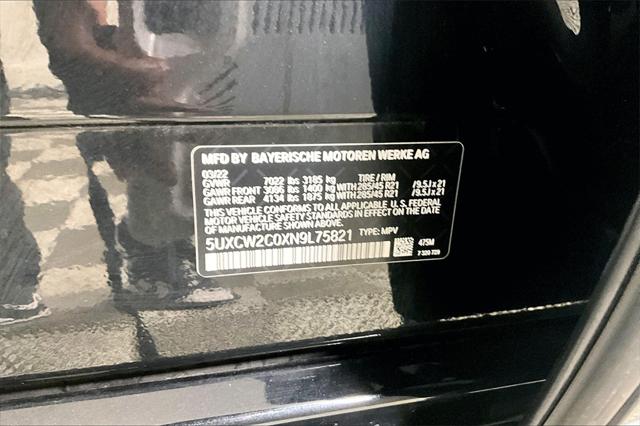 MFD BY BAYERISCHE MOTOREN WERKE AG
03/22
GVWR 7022 lbs 3185 kg TIRE / RIM
GAWR FRONT 3086 lbs 1400 kg WITH 285/45 R21 /9.5J x 21
GAWR REAR 4134 lbs 1875 kg WITH 285/45 R21 /9.5J x 21
THIS VEHICLE CONFORMS TO ALL APPLICABLE U.S. FEDERAL
MOTOR VEHICLE SAFETY STANDARDS IN EFFECT ON THE DATE OF
MANUFACTURE SHOWN ABOVE.
5UXCW2C0XN9L75821 TYPE: MPV
475M